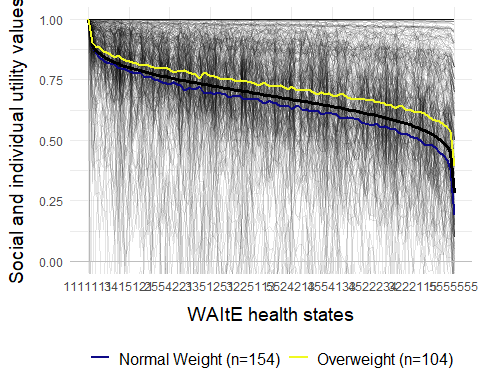 Social and individual utility values
1.00
0.75
0.50
0.25
0.00
WAItE health states
Normal Weight (n=154)
Overweight (n=104)